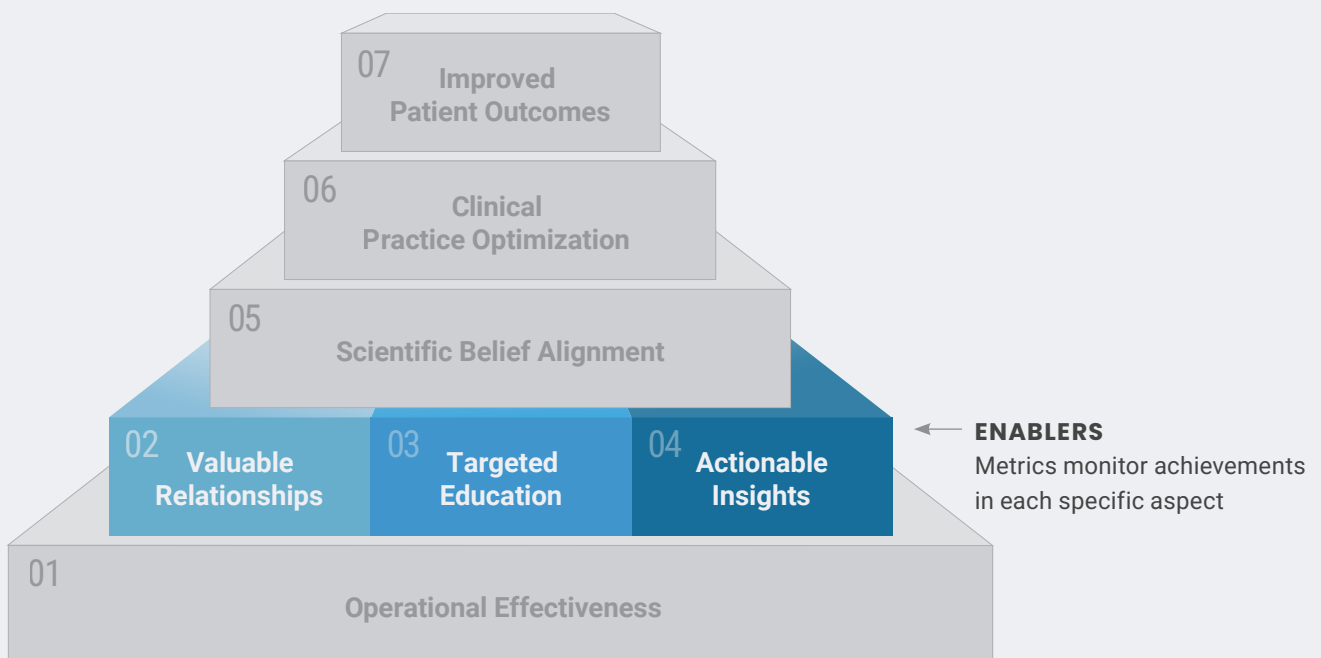 07
Improved
Patient Outcomes
06
Clinical
Practice Optimization
05
Scientific Belief Alignment
02
Valuable
Relationships
03
Targeted
Education
04
Actionable
Insights
ENABLERS
Metrics monitor achievements
in each specific aspect
01
Operational Effectiveness